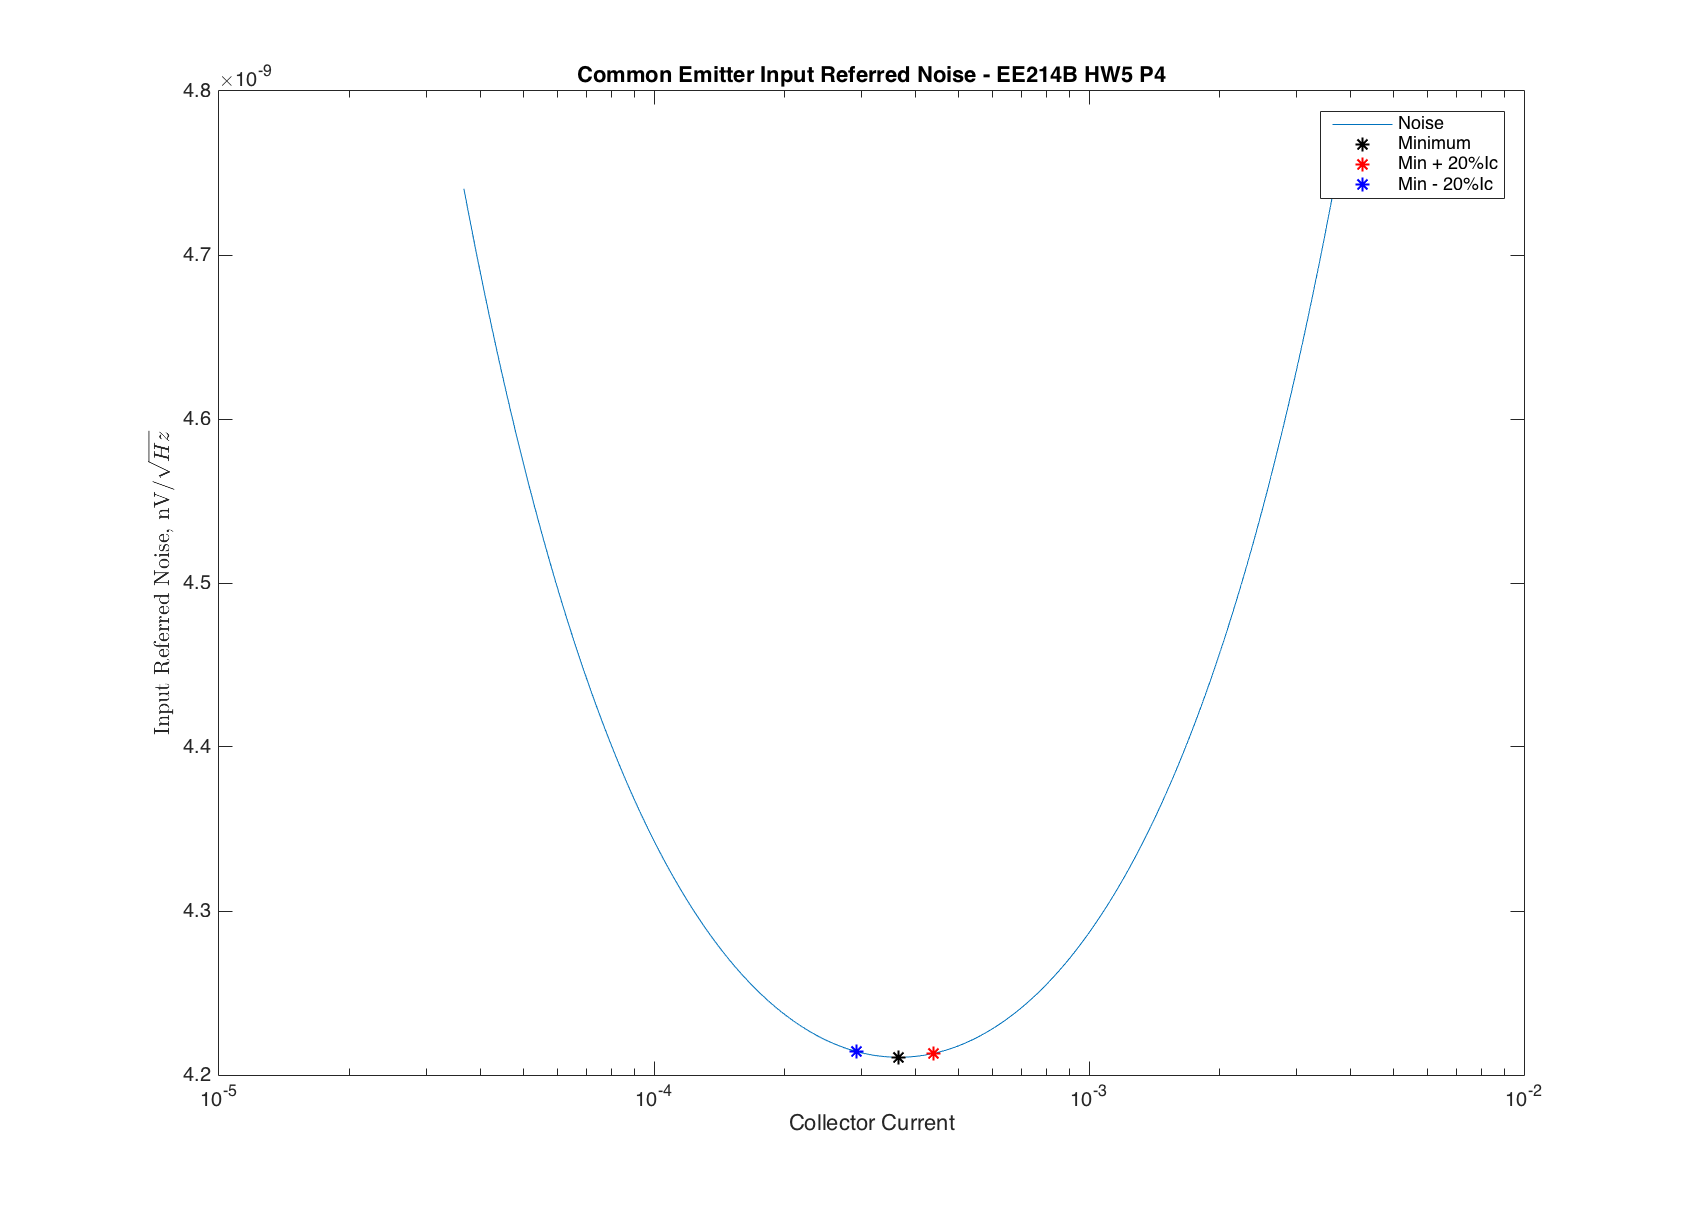 Common Emitter Input Referred Noise - EE214B HW5 P4
×10^-9
4.8
4.7
4.6
4.5
4.4
4.3
4.2
Input Referred Noise, nV/√Hz
Noise
Minimum
Min + 20%Ic
Min - 20%Ic
10^-5
10^-4
10^-3
10^-2
Collector Current